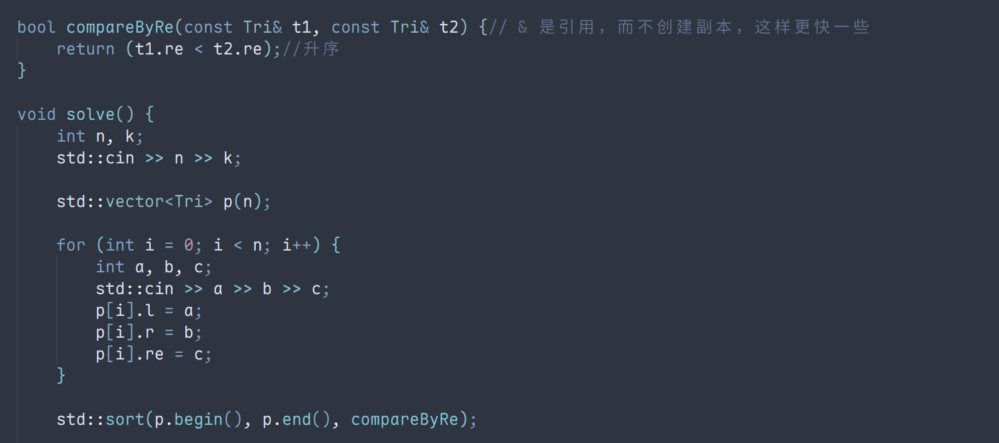 bool compareByRe(const Tri& t1, const Tri& t2) {// & 是引用，而不创建副本，这样更快一些
    return (t1.re < t2.re);//升序
}
void solve() {
    int n, k;
    std::cin >> n >> k;
    std::vector<Tri> p(n);
    for (int i = 0; i < n; i++) {
        int a, b, c;
        std::cin >> a >> b >> c;
        p[i].l = a;
        p[i].r = b;
        p[i].re = c;
    }
    std::sort(p.begin(), p.end(), compareByRe);